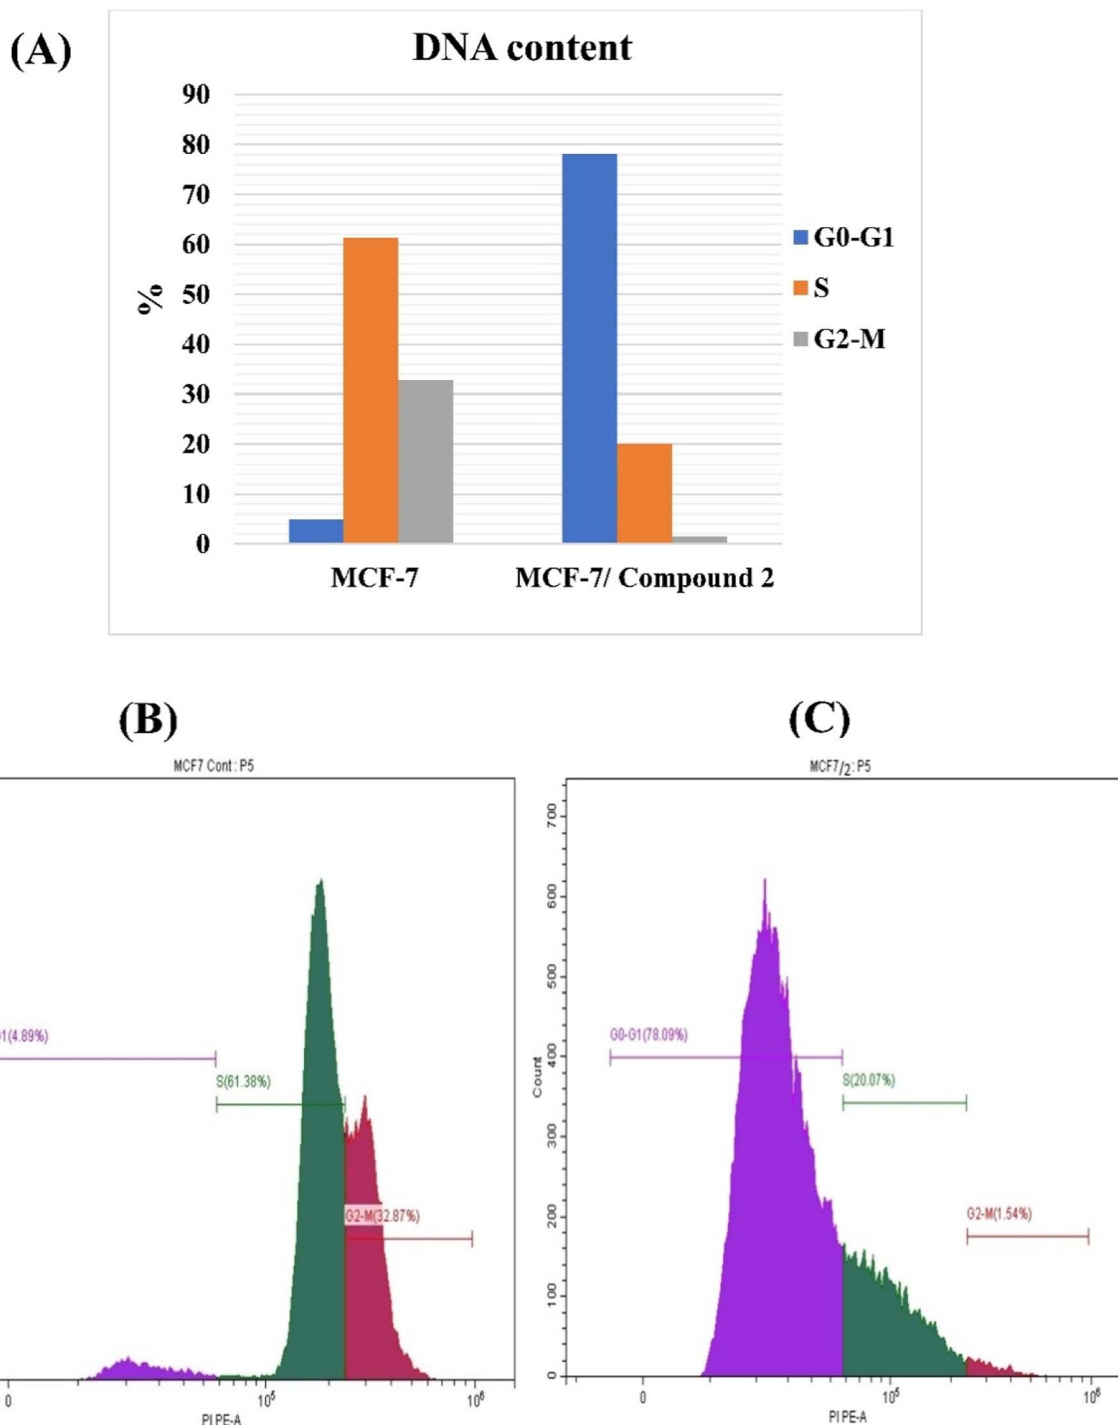 (A)
DNA content
90
80
70
60
50
40
30
20
10
0
%
G0-G1
S
G2-M
MCF-7
MCF-7/ Compound 2
(B)
MCF7 Cont : P5
1(4.89%)
S(61.38%)
G2-M(32.87%)
0
10⁵
10⁶
PI PE-A
(C)
MCF7/2: P5
700
600
500
400
300
200
100
0
Count
G0-G1(78.09%)
S(20.07%)
G2-M(1.54%)
0
10⁵
10⁶
PI PE-A